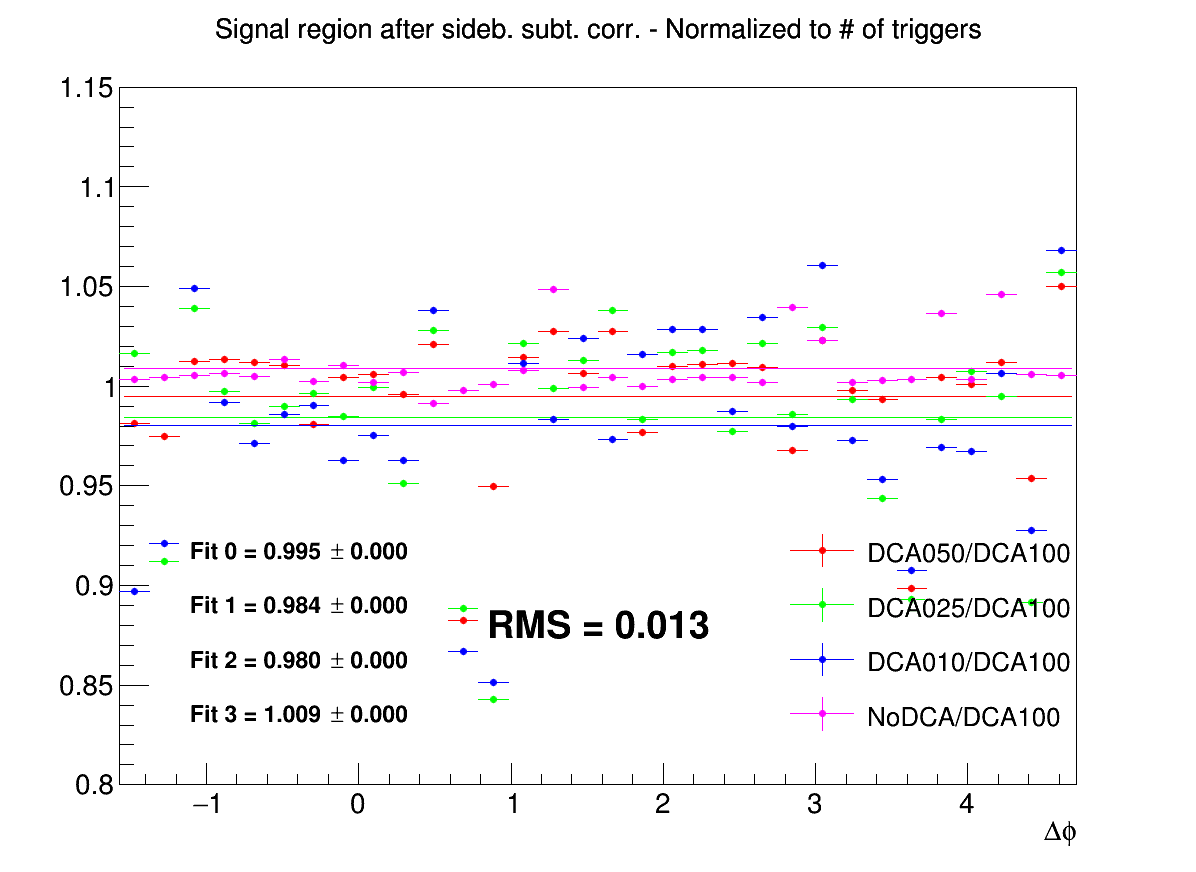 Signal region after sideb. subt. corr. - Normalized to # of triggers
1.15
1.1
1.05
1
0.95
0.9
0.85
0.8
Fit 0 = 0.995 ± 0.000
Fit 1 = 0.984 ± 0.000
Fit 2 = 0.980 ± 0.000
Fit 3 = 1.009 ± 0.000
RMS = 0.013
DCA050/DCA100
DCA025/DCA100
DCA010/DCA100
NoDCA/DCA100
−1 0 1 2 3 4
Δϕ